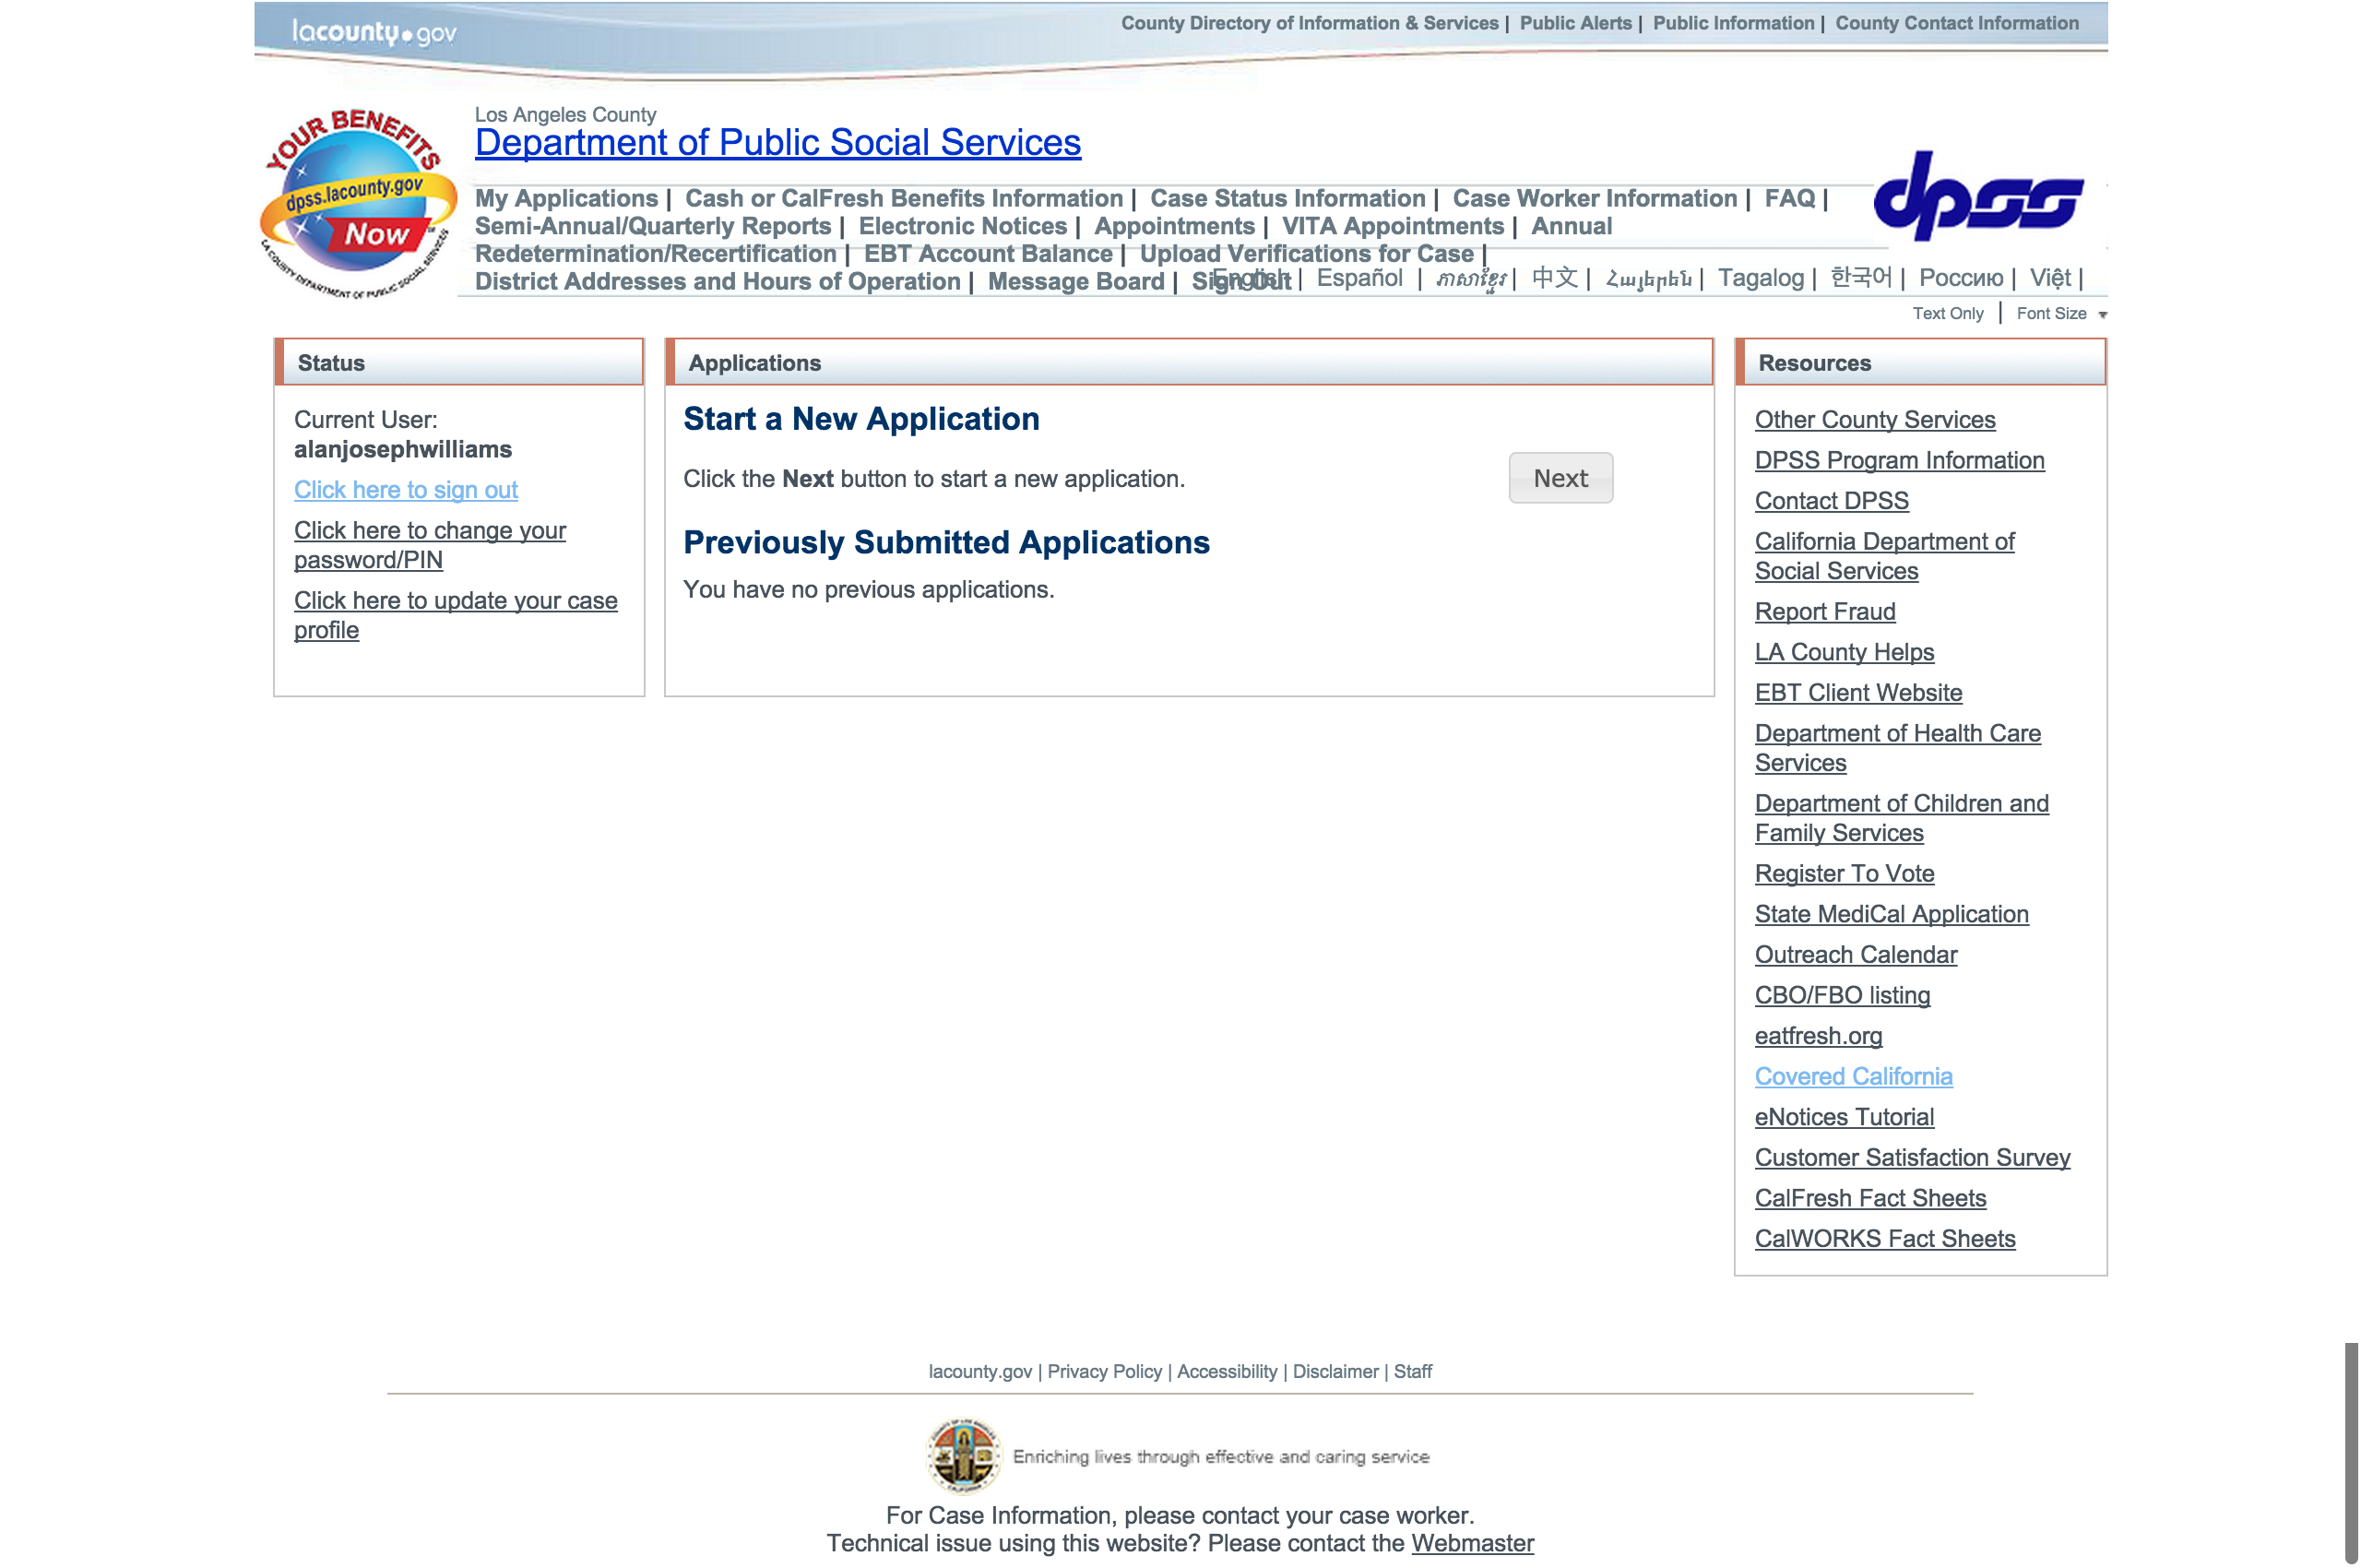 lacounty.gov
County Directory of Information & Services | Public Alerts | Public Information | County Contact Information
YOUR BENEFITS
dpss.lacounty.gov
Now
LA COUNTY DEPARTMENT OF PUBLIC SOCIAL SERVICES
Los Angeles County
Department of Public Social Services
dpss
My Applications | Cash or CalFresh Benefits Information | Case Status Information | Case Worker Information | FAQ |
Semi-Annual/Quarterly Reports | Electronic Notices | Appointments | VITA Appointments | Annual
Redetermination/Recertification | EBT Account Balance | Upload Verifications for Case |
District Addresses and Hours of Operation | Message Board | Sign Out
English | Español | ភាសាខ្មែរ | 中文 | Հայերեն | Tagalog | 한국어 | Россию | Việt |
Text Only | Font Size
Status
Current User:
alanjosephwilliams
Click here to sign out
Click here to change your
password/PIN
Click here to update your case
profile
Applications
Start a New Application
Click the Next button to start a new application.
Next
Previously Submitted Applications
You have no previous applications.
Resources
Other County Services
DPSS Program Information
Contact DPSS
California Department of
Social Services
Report Fraud
LA County Helps
EBT Client Website
Department of Health Care
Services
Department of Children and
Family Services
Register To Vote
State MediCal Application
Outreach Calendar
CBO/FBO listing
eatfresh.org
Covered California
eNotices Tutorial
Customer Satisfaction Survey
CalFresh Fact Sheets
CalWORKS Fact Sheets
lacounty.gov | Privacy Policy | Accessibility | Disclaimer | Staff
Enriching lives through effective and caring service
For Case Information, please contact your case worker.
Technical issue using this website? Please contact the Webmaster